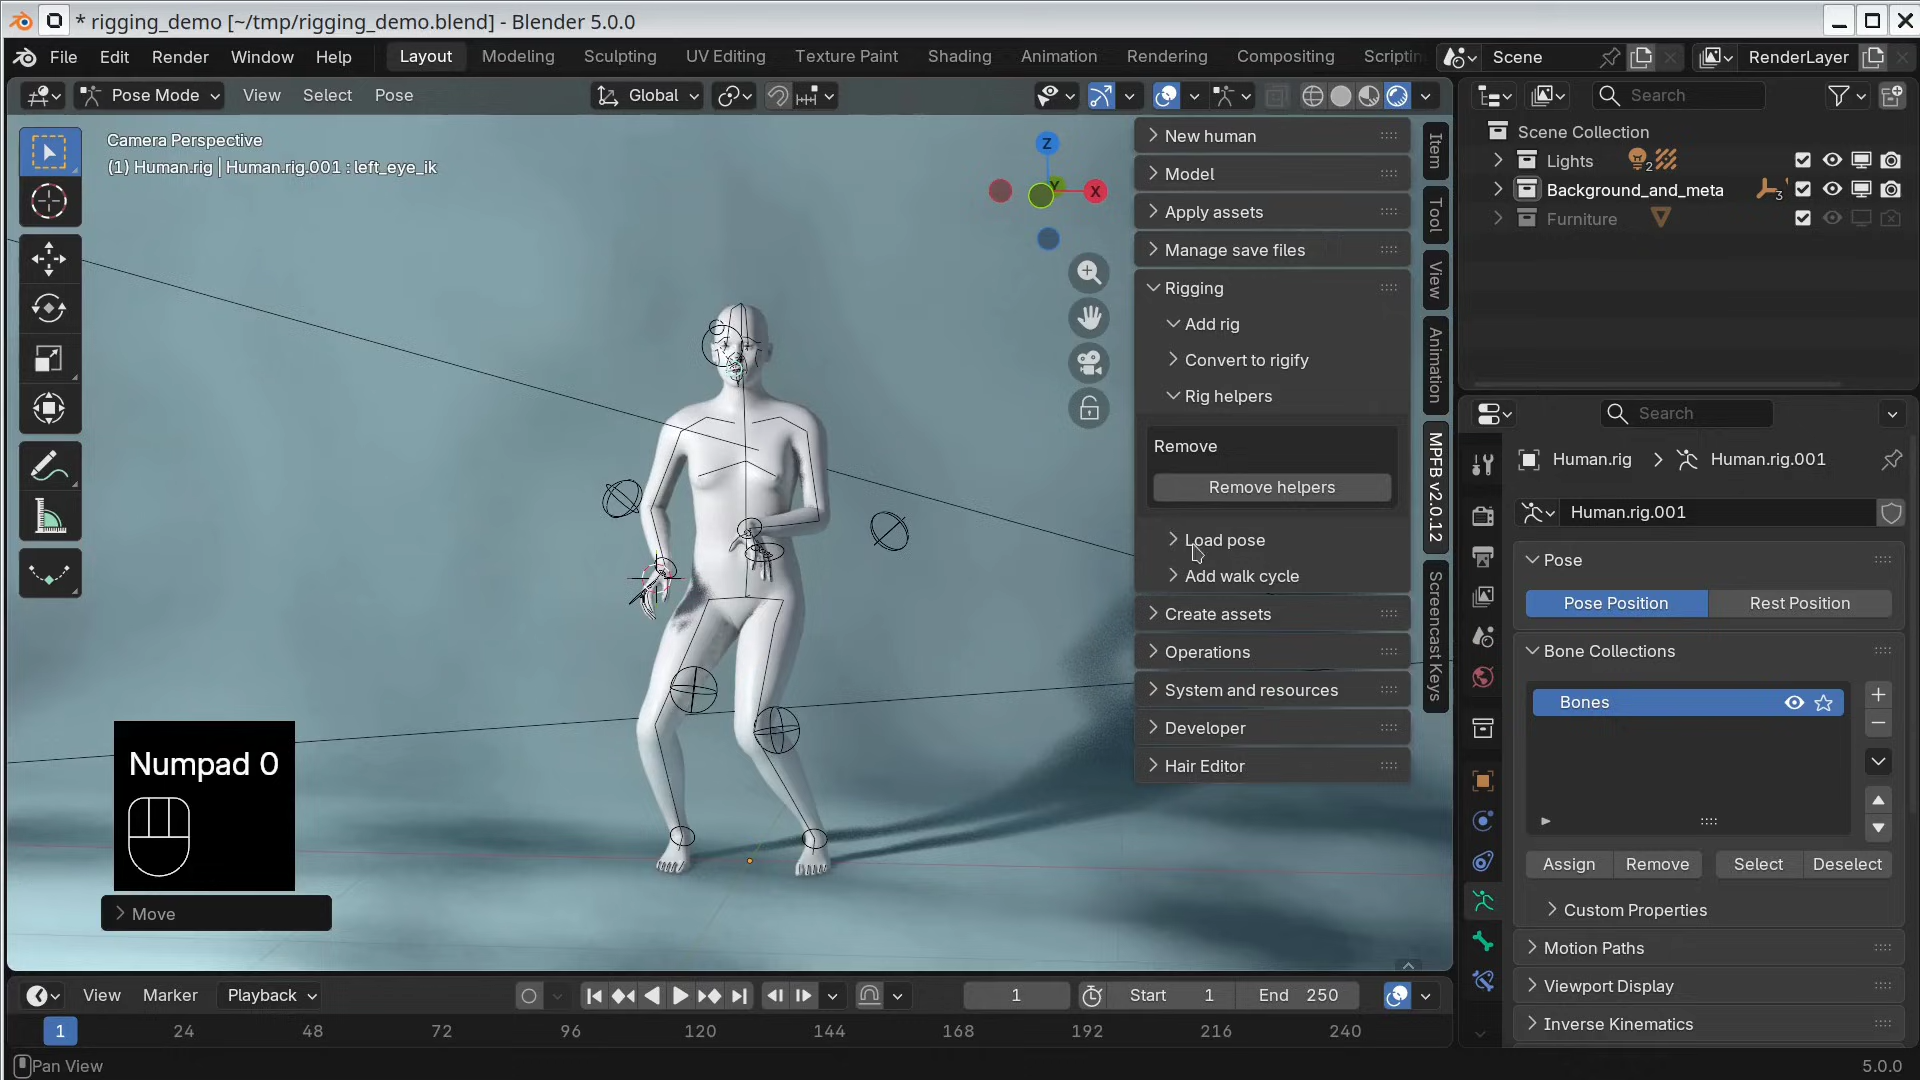 * rigging_demo [~/tmp/rigging_demo.blend] - Blender 5.0.0
File Edit Render Window Help
Layout Modeling Sculpting UV Editing Texture Paint Shading Animation Rendering Compositing Scriptin
Scene RenderLayer
Pose Mode View Select Pose
Global
Camera Perspective
(1) Human.rig | Human.rig.001 : left_eye_ik
Z
Y
X
New human
Model
Apply assets
Manage save files
Rigging
Add rig
Convert to rigify
Rig helpers
Remove
Remove helpers
Load pose
Add walk cycle
Create assets
Operations
System and resources
Developer
Hair Editor
Item
Tool
View
Animation
MPFB v2.0.12
Screencast Keys
Numpad 0
Move
Search
Scene Collection
Lights 2
Background_and_meta 3
Furniture
Search
Human.rig Human.rig.001
Human.rig.001
Pose
Pose Position Rest Position
Bone Collections
Bones
Assign Remove Select Deselect
Custom Properties
Motion Paths
Viewport Display
Inverse Kinematics
View Marker Playback
1 Start 1 End 250
1 24 48 72 96 120 144 168 192 216 240
Pan View
5.0.0